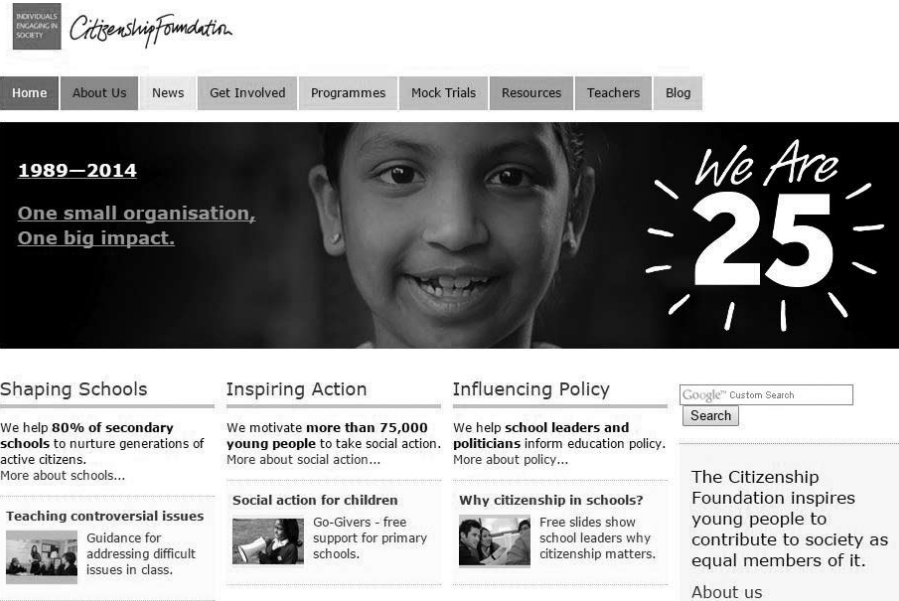 INDIVIDUALS
ENGAGING IN
SOCIETY
Citizenship Foundation
Home
About Us
News
Get Involved
Programmes
Mock Trials
Resources
Teachers
Blog
1989—2014
One small organisation,
One big impact.
We Are
25
Shaping Schools
We help 80% of secondary
schools to nurture generations of
active citizens.
More about schools...
Teaching controversial issues
Guidance for
addressing difficult
issues in class.
Inspiring Action
We motivate more than 75,000
young people to take social action.
More about social action...
Social action for children
Go-Givers - free
support for primary
schools.
Influencing Policy
We help school leaders and
politicians inform education policy.
More about policy...
Why citizenship in schools?
Free slides show
school leaders why
citizenship matters.
Google™ Custom Search
Search
The Citizenship
Foundation inspires
young people to
contribute to society as
equal members of it.
About us